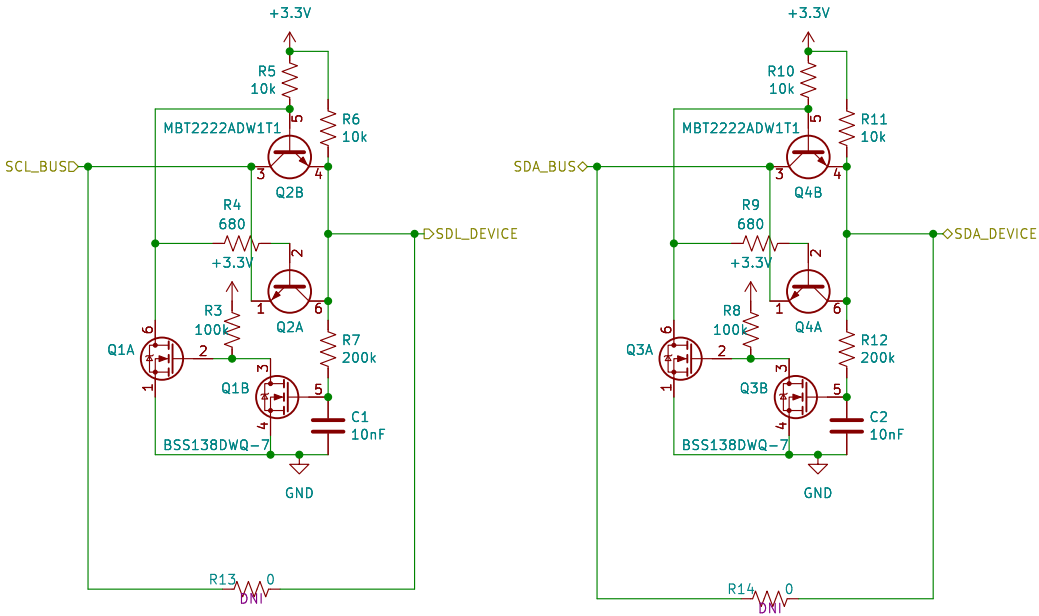 +3.3V
R5
10k
R6
10k
MBT2222ADW1T1
5
3
4
Q2B
SCL_BUS
R4
680
2
+3.3V
SDL_DEVICE
1
6
Q2A
R3
100k
R7
200k
6
Q1A
2
1
3
Q1B
5
4
C1
10nF
BSS138DWQ-7
GND
R13
0
DNI
+3.3V
R10
10k
R11
10k
MBT2222ADW1T1
5
3
4
Q4B
SDA_BUS
R9
680
2
+3.3V
SDA_DEVICE
1
6
Q4A
R8
100k
R12
200k
6
Q3A
2
1
3
Q3B
5
4
C2
10nF
BSS138DWQ-7
GND
R14
0
DNI